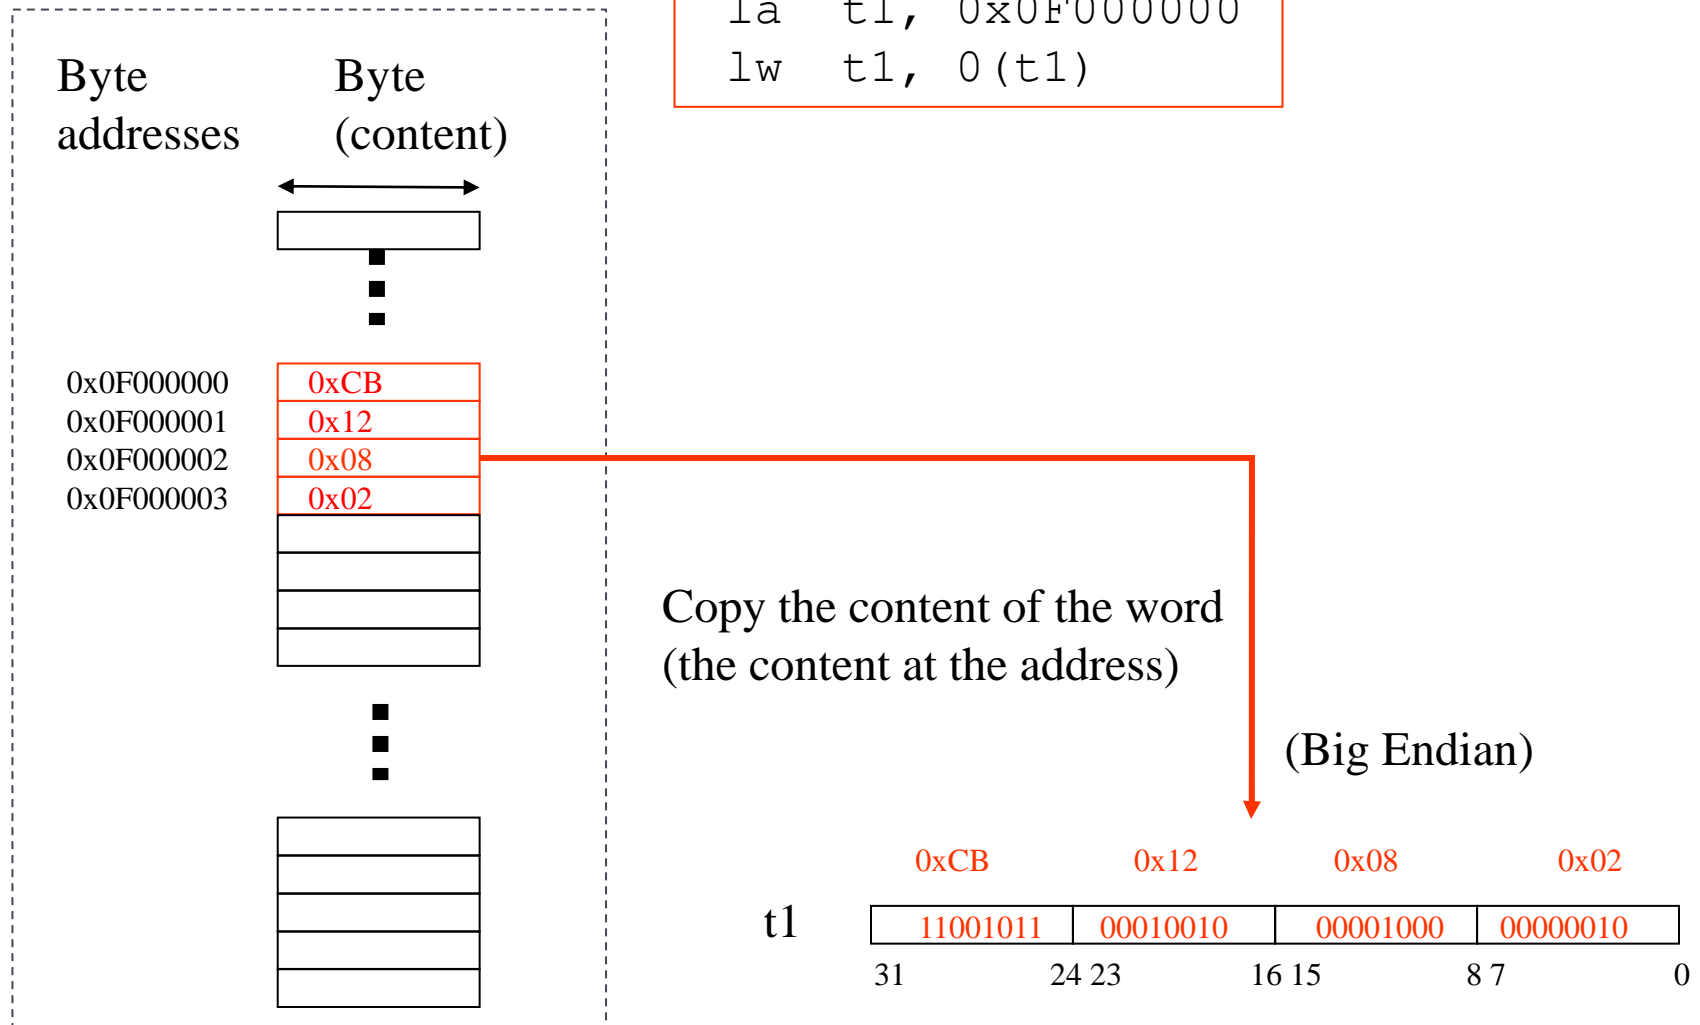 la t1, 0x0F000000
lw t1, 0(t1)
Byte addresses
Byte (content)
0x0F000000 0xCB
0x0F000001 0x12
0x0F000002 0x08
0x0F000003 0x02
Copy the content of the word
(the content at the address)
(Big Endian)
0xCB 0x12 0x08 0x02
t1 11001011 00010010 00001000 00000010
31 24 23 16 15 8 7 0